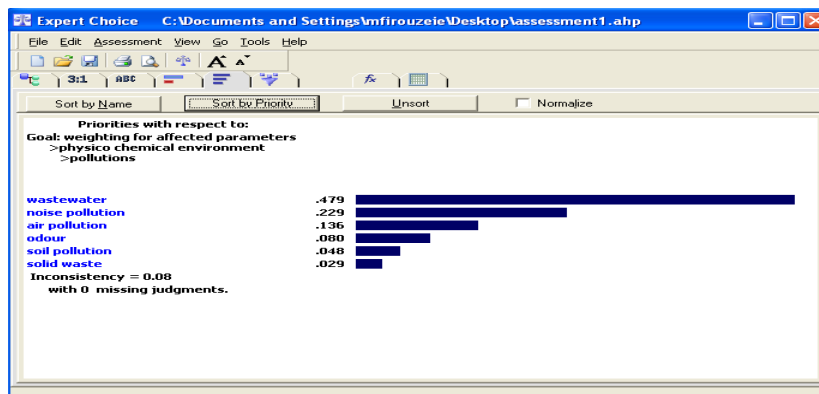 Expert Choice C:\Documents and Settings\mfirouzeie\Desktop\assessment1.ahp
File Edit Assessment View Go Tools Help
A A
3:1 ABC fx
Sort by Name Sort by Priority Unsort Normalize
Priorities with respect to:
Goal: weighting for affected parameters
>physico chemical environment
>pollutions
wastewater .479
noise pollution .229
air pollution .136
odour .080
soil pollution .048
solid waste .029
Inconsistency = 0.08
with 0 missing judgments.